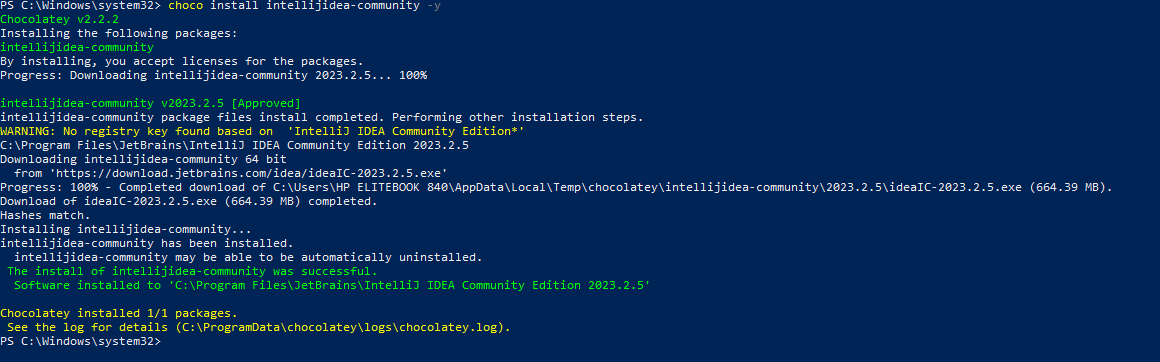 PS C:\Windows\system32> choco install intellijidea-community -y
Chocolatey v2.2.2
Installing the following packages:
intellijidea-community
By installing, you accept licenses for the packages.
Progress: Downloading intellijidea-community 2023.2.5... 100%
intellijidea-community v2023.2.5 [Approved]
intellijidea-community package files install completed. Performing other installation steps.
WARNING: No registry key found based on  'IntelliJ IDEA Community Edition*'
C:\Program Files\JetBrains\IntelliJ IDEA Community Edition 2023.2.5
Downloading intellijidea-community 64 bit
  from 'https://download.jetbrains.com/idea/ideaIC-2023.2.5.exe'
Progress: 100% - Completed download of C:\Users\HP ELITEBOOK 840\AppData\Local\Temp\chocolatey\intellijidea-community\2023.2.5\ideaIC-2023.2.5.exe (664.39 MB).
Download of ideaIC-2023.2.5.exe (664.39 MB) completed.
Hashes match.
Installing intellijidea-community...
intellijidea-community has been installed.
  intellijidea-community may be able to be automatically uninstalled.
 The install of intellijidea-community was successful.
  Software installed to 'C:\Program Files\JetBrains\IntelliJ IDEA Community Edition 2023.2.5'
Chocolatey installed 1/1 packages.
 See the log for details (C:\ProgramData\chocolatey\logs\chocolatey.log).
PS C:\Windows\system32>